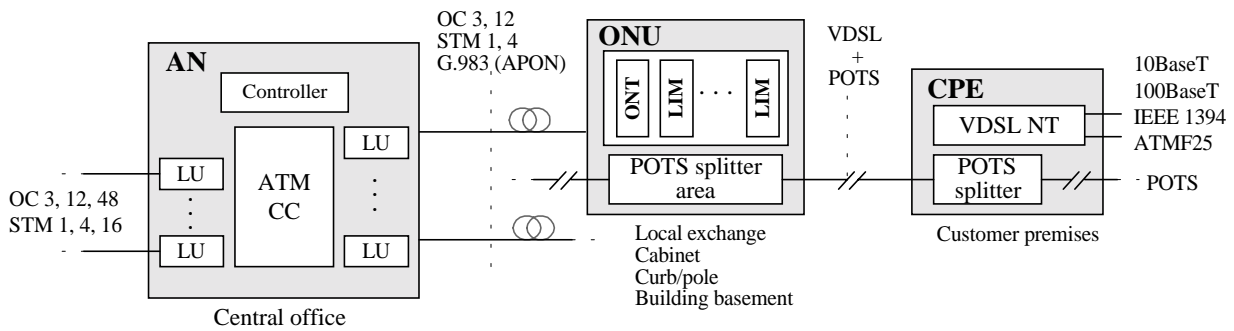 OC 3, 12, 48
STM 1, 4, 16
AN
Controller
LU
LU
ATM
CC
LU
LU
Central office
OC 3, 12
STM 1, 4
G.983 (APON)
ONU
ONT
LIM
LIM
POTS splitter
area
Local exchange
Cabinet
Curb/pole
Building basement
VDSL
+
POTS
CPE
VDSL NT
POTS
splitter
Customer premises
10BaseT
100BaseT
IEEE 1394
ATMF25
POTS